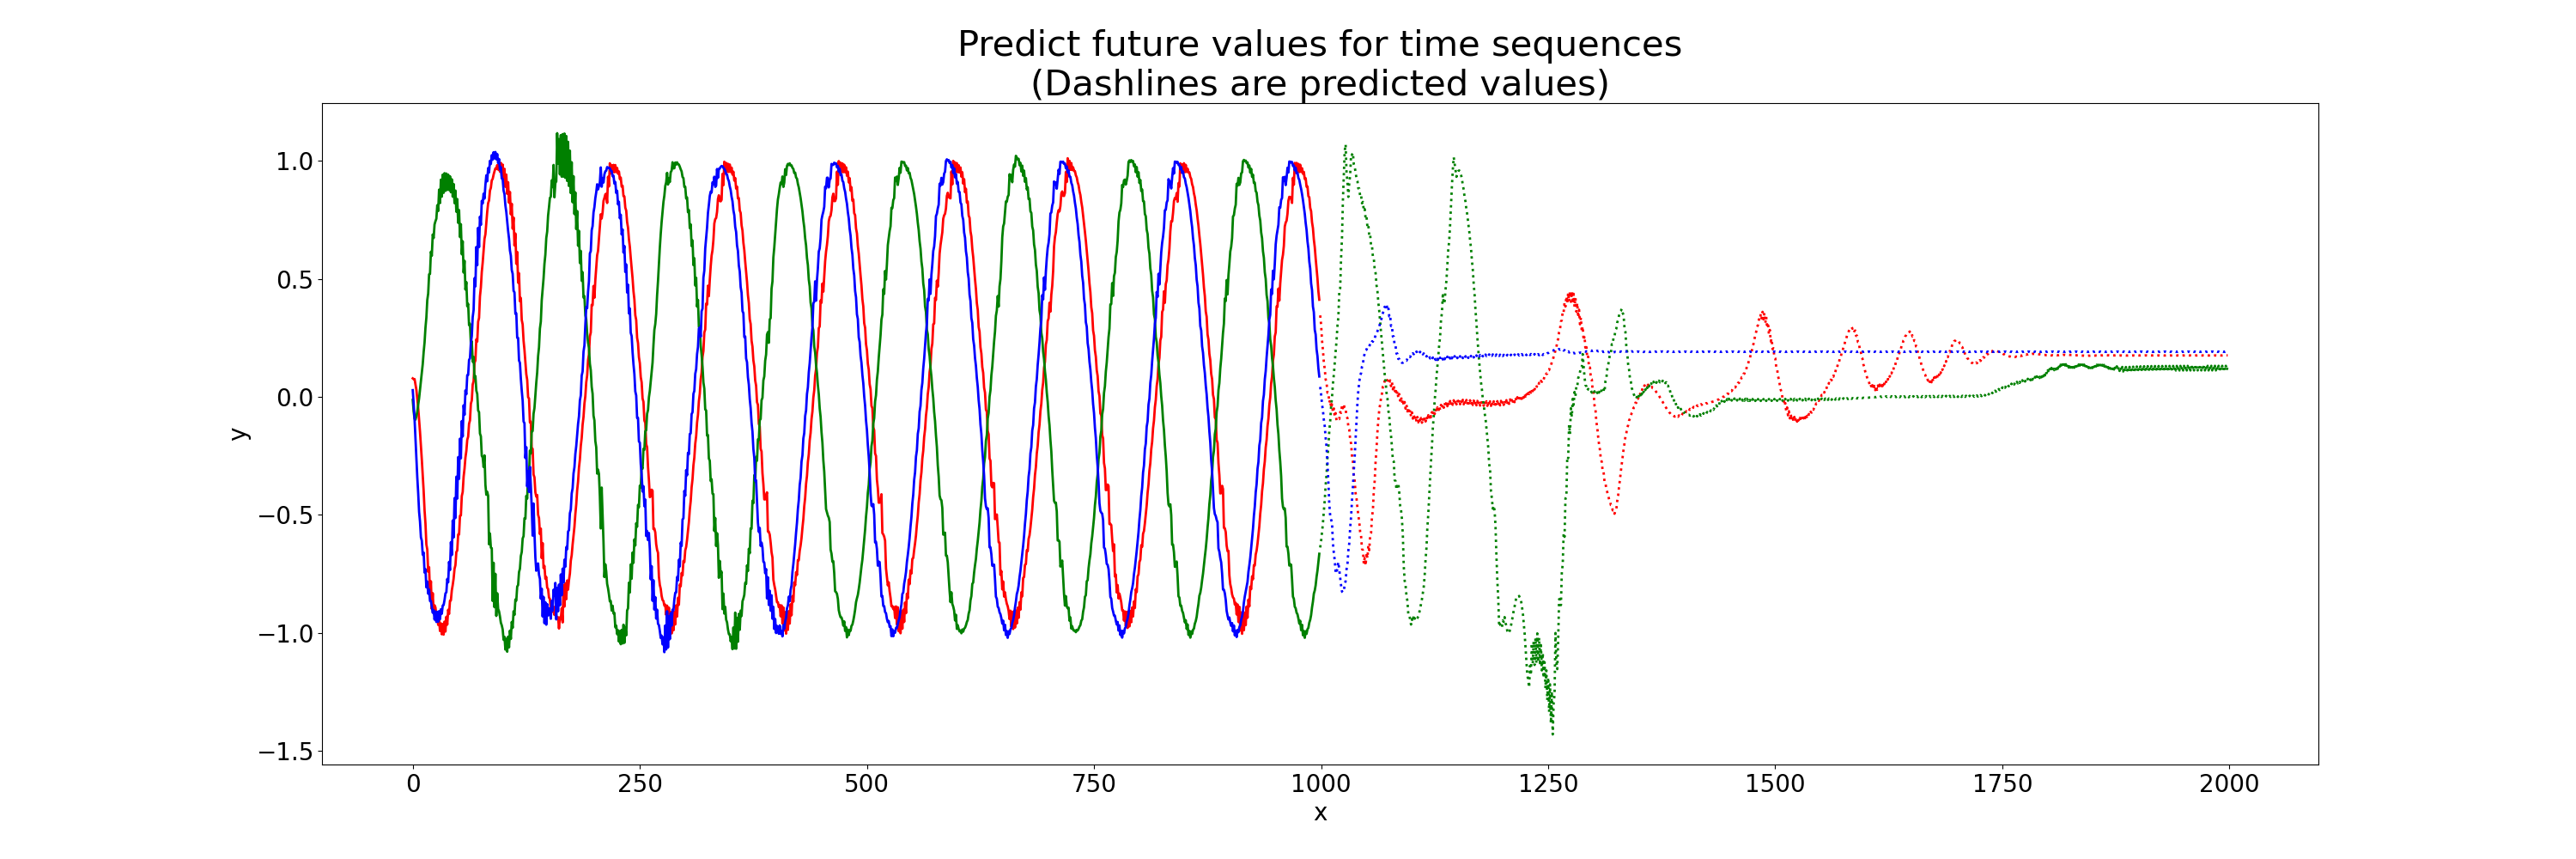 Predict future values for time sequences
(Dashlines are predicted values)
1.0
0.5
0.0
−0.5
−1.0
−1.5
y
0 250 500 750 1000 1250 1500 1750 2000
x